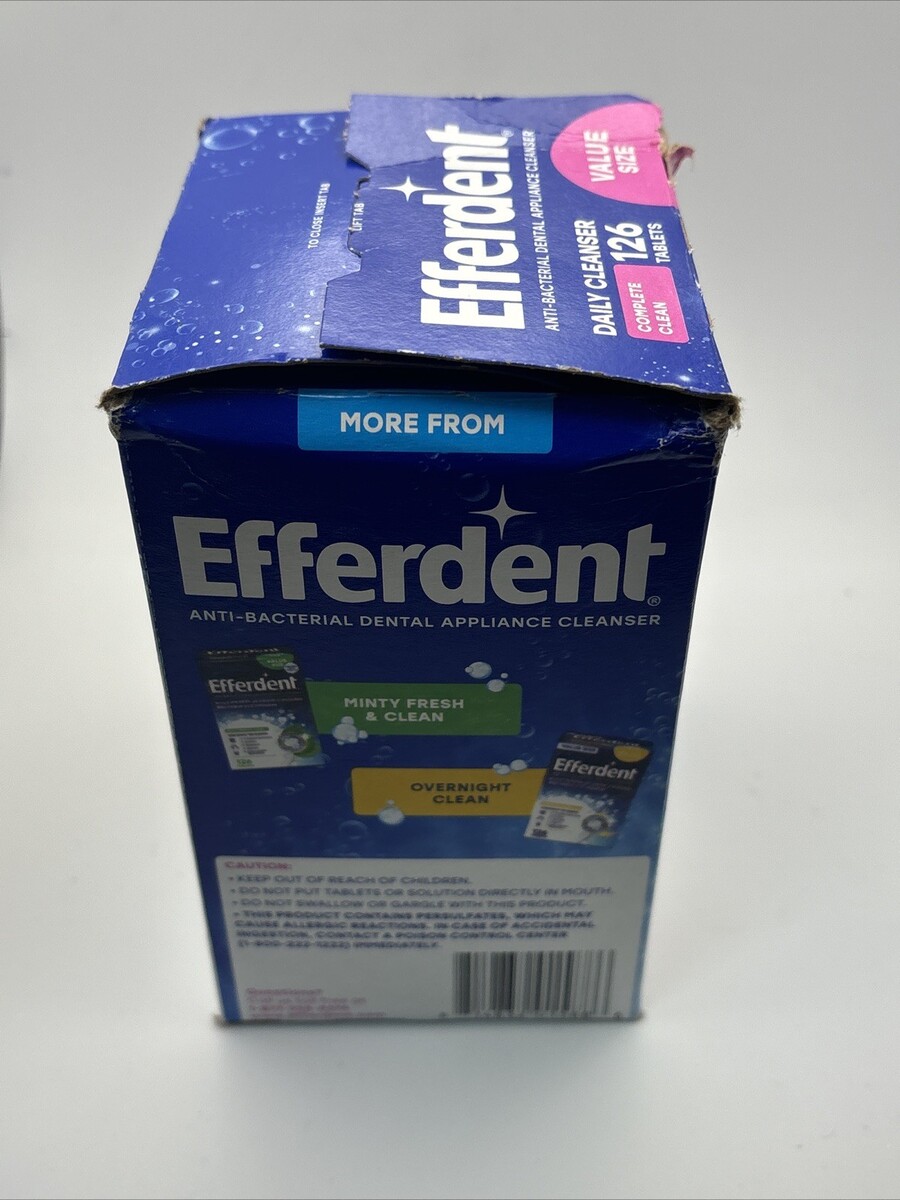 TO CLOSE INSERT TAB
LIFT TAB
Efferdent®
ANTI-BACTERIAL DENTAL APPLIANCE CLEANSER
VALUE
SIZE
DAILY CLEANSER
126
TABLETS
COMPLETE
CLEAN
MORE FROM
Efferdent®
ANTI-BACTERIAL DENTAL APPLIANCE CLEANSER
Efferdent
MINTY FRESH
& CLEAN
126
OVERNIGHT
CLEAN
Efferdent
CAUTION:
• KEEP OUT OF REACH OF CHILDREN.
• DO NOT PUT TABLETS OR SOLUTION DIRECTLY IN MOUTH.
• DO NOT SWALLOW OR GARGLE WITH THIS PRODUCT.
• THIS PRODUCT CONTAINS PERSULFATES, WHICH MAY
CAUSE ALLERGIC REACTIONS. IN CASE OF ACCIDENTAL
INGESTION, CONTACT A POISON CONTROL CENTER
(1-800-222-1222) IMMEDIATELY.
Questions?